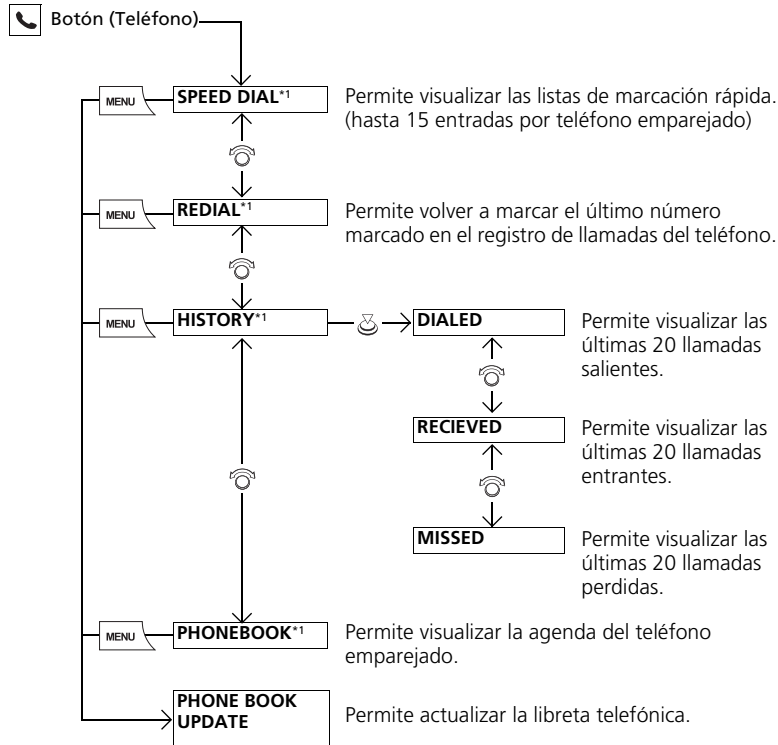 Botón (Teléfono)
MENU
SPEED DIAL*1
Permite visualizar las listas de marcación rápida.
(hasta 15 entradas por teléfono emparejado)
MENU
REDIAL*1
Permite volver a marcar el último número
marcado en el registro de llamadas del teléfono.
MENU
HISTORY*1
DIALED
Permite visualizar las
últimas 20 llamadas
salientes.
RECIEVED
Permite visualizar las
últimas 20 llamadas
entrantes.
MISSED
Permite visualizar las
últimas 20 llamadas
perdidas.
MENU
PHONEBOOK*1
Permite visualizar la agenda del teléfono
emparejado.
PHONE BOOK
UPDATE
Permite actualizar la libreta telefónica.